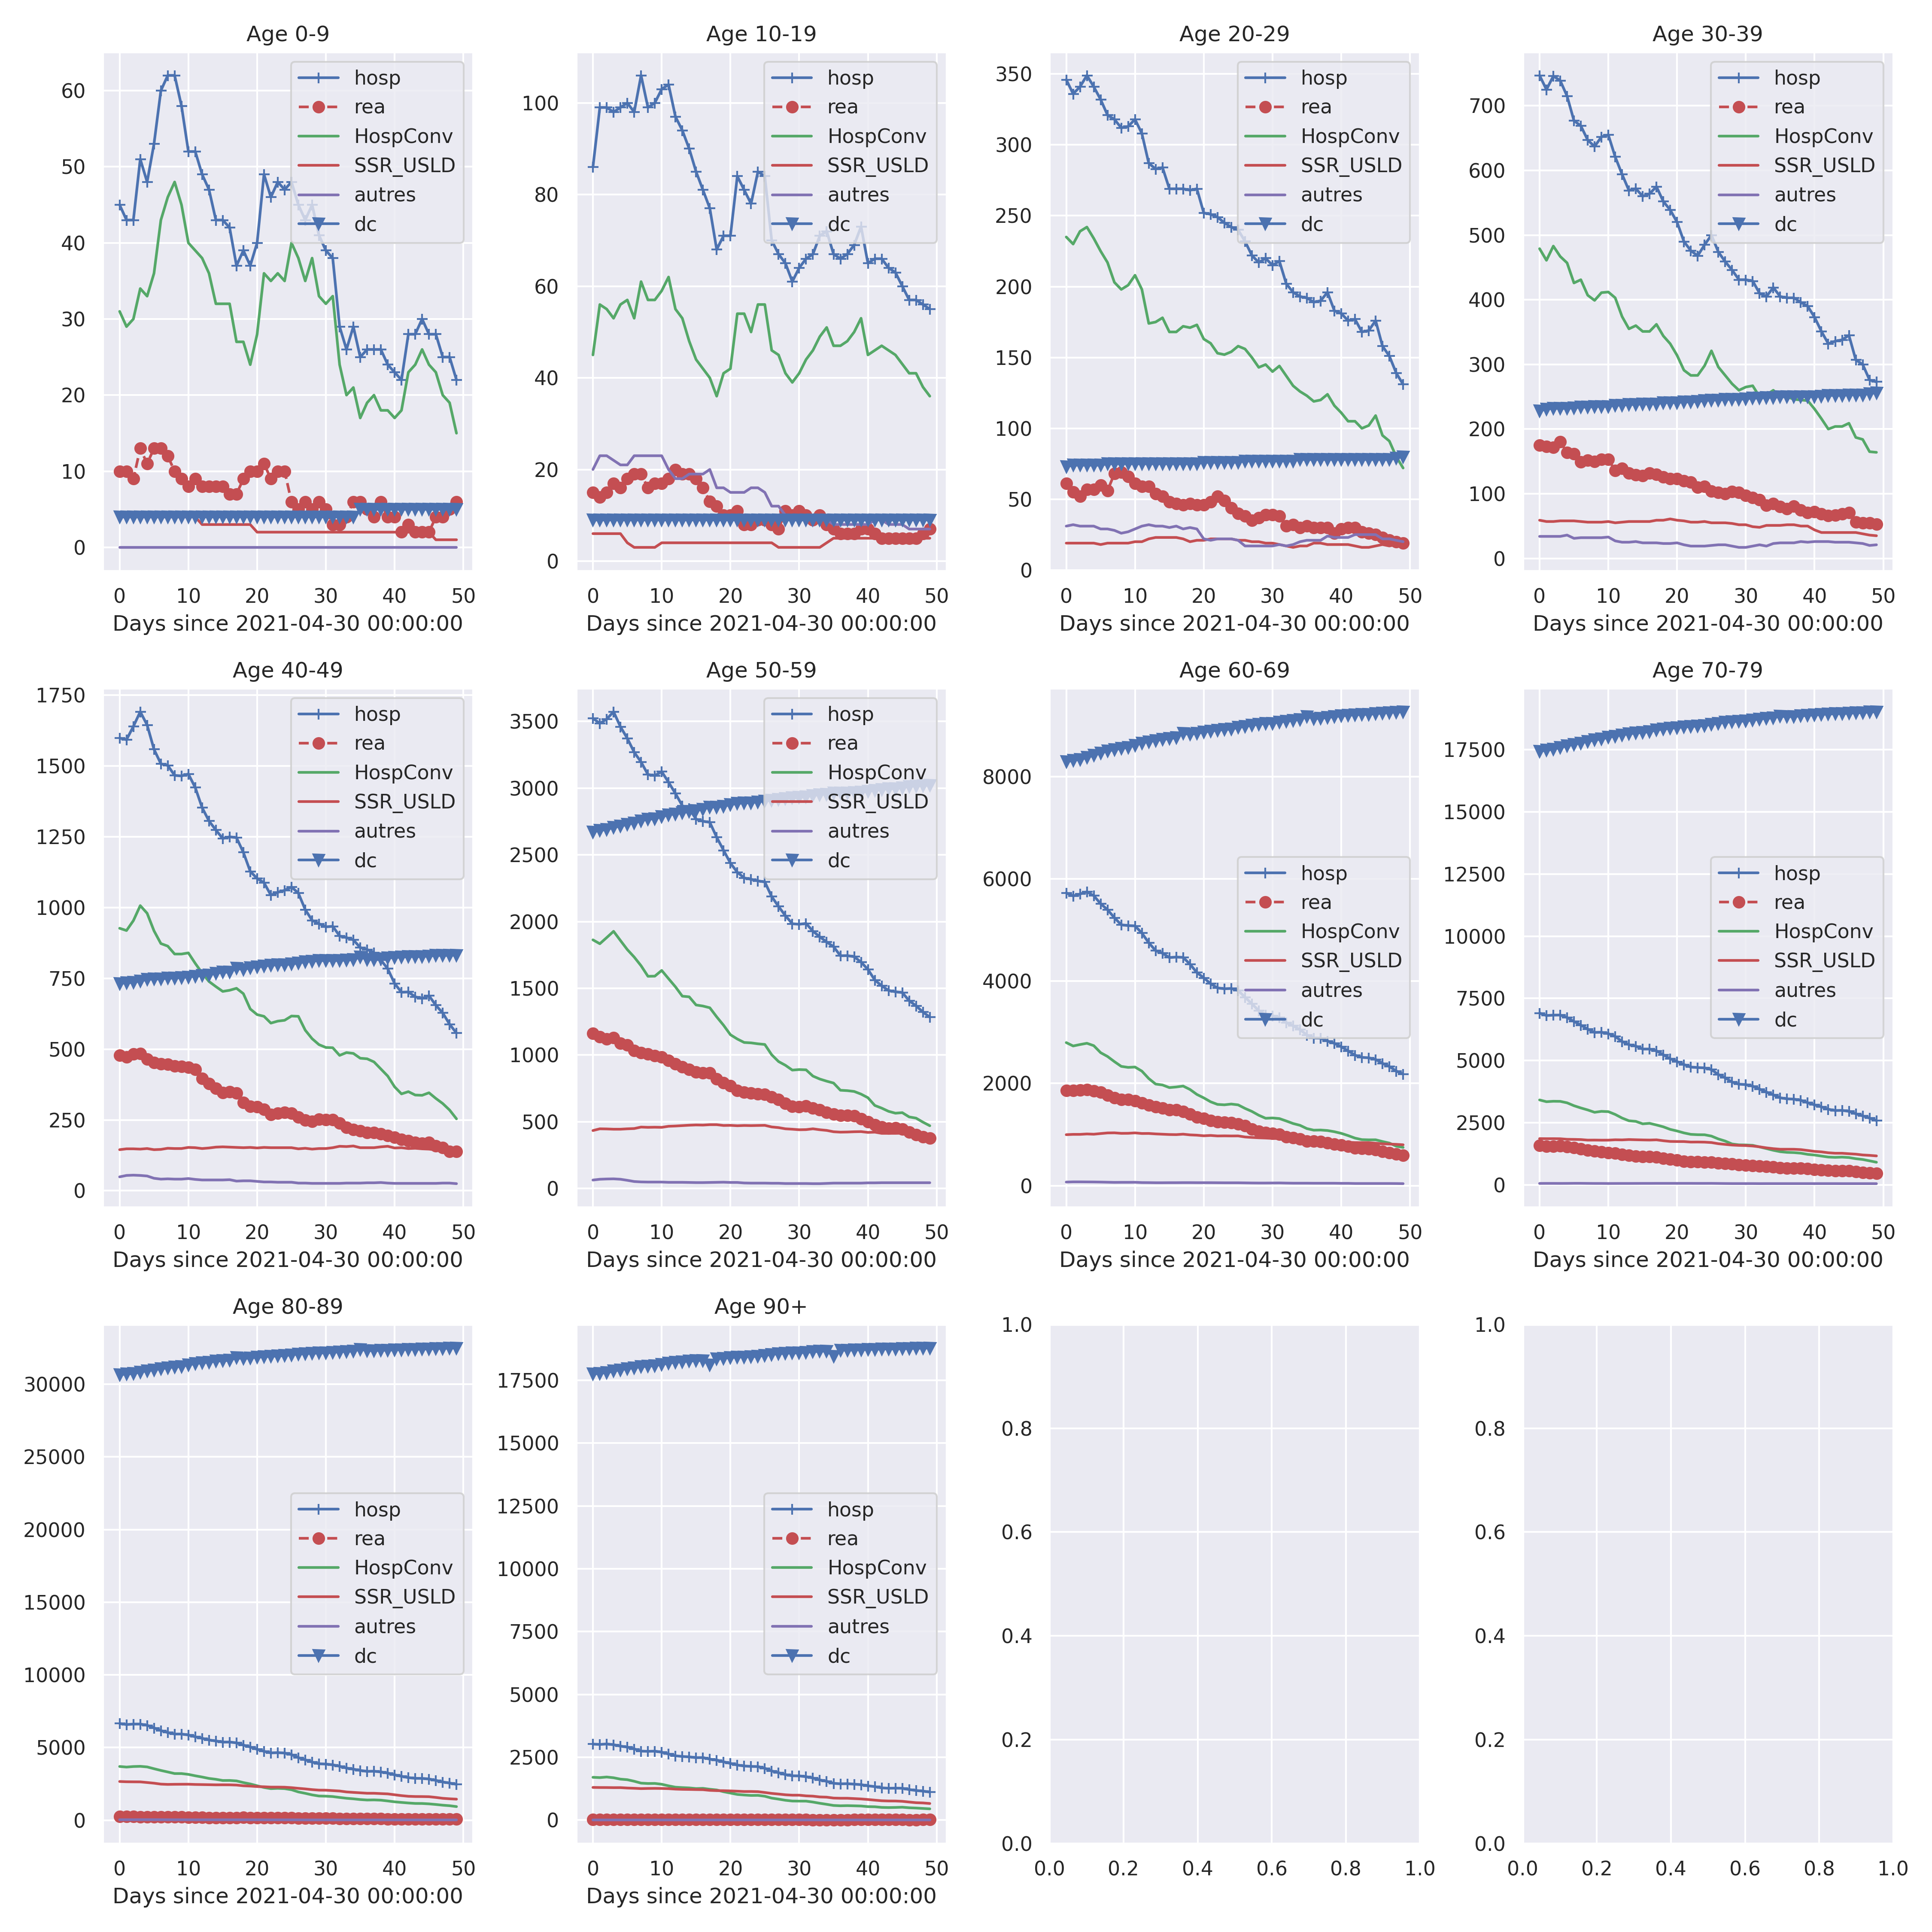 Age 0-9
60
50
40
30
20
10
0
hosp
rea
HospConv
SSR_USLD
autres
dc
0 10 20 30 40 50
Days since 2021-04-30 00:00:00
Age 10-19
100
80
60
40
20
0
hosp
rea
HospConv
SSR_USLD
autres
dc
0 10 20 30 40 50
Days since 2021-04-30 00:00:00
Age 20-29
350
300
250
200
150
100
50
0
hosp
rea
HospConv
SSR_USLD
autres
dc
0 10 20 30 40 50
Days since 2021-04-30 00:00:00
Age 30-39
700
600
500
400
300
200
100
0
hosp
rea
HospConv
SSR_USLD
autres
dc
0 10 20 30 40 50
Days since 2021-04-30 00:00:00
Age 40-49
1750
1500
1250
1000
750
500
250
0
hosp
rea
HospConv
SSR_USLD
autres
dc
0 10 20 30 40 50
Days since 2021-04-30 00:00:00
Age 50-59
3500
3000
2500
2000
1500
1000
500
0
hosp
rea
HospConv
SSR_USLD
autres
dc
0 10 20 30 40 50
Days since 2021-04-30 00:00:00
Age 60-69
8000
6000
4000
2000
0
hosp
rea
HospConv
SSR_USLD
autres
dc
0 10 20 30 40 50
Days since 2021-04-30 00:00:00
Age 70-79
17500
15000
12500
10000
7500
5000
2500
0
hosp
rea
HospConv
SSR_USLD
autres
dc
0 10 20 30 40 50
Days since 2021-04-30 00:00:00
Age 80-89
30000
25000
20000
15000
10000
5000
0
hosp
rea
HospConv
SSR_USLD
autres
dc
0 10 20 30 40 50
Days since 2021-04-30 00:00:00
Age 90+
17500
15000
12500
10000
7500
5000
2500
0
hosp
rea
HospConv
SSR_USLD
autres
dc
0 10 20 30 40 50
Days since 2021-04-30 00:00:00
1.0
0.8
0.6
0.4
0.2
0.0
0.0 0.2 0.4 0.6 0.8 1.0
1.0
0.8
0.6
0.4
0.2
0.0
0.0 0.2 0.4 0.6 0.8 1.0